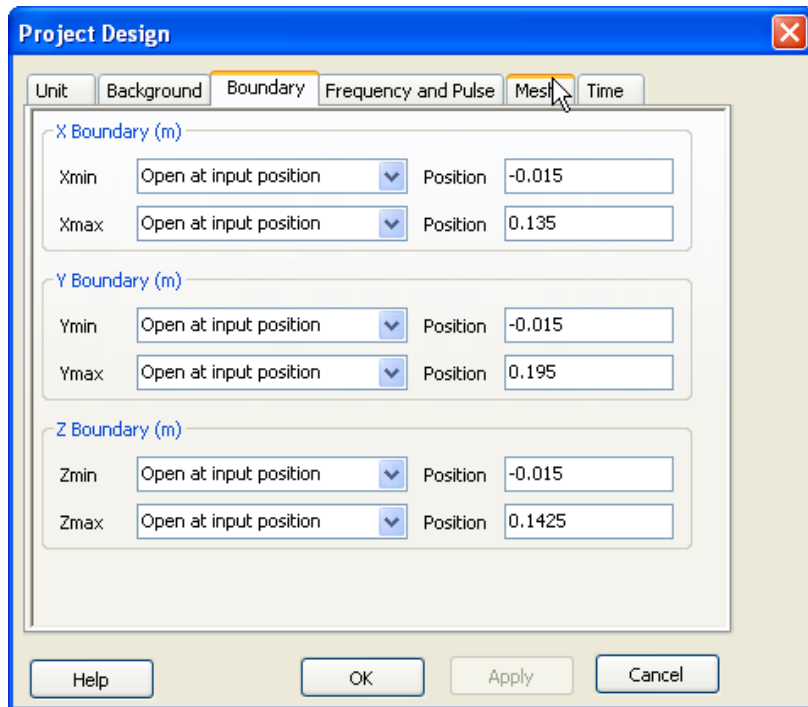 Project Design
Unit Background Boundary Frequency and Pulse Mesh Time
X Boundary (m)
Xmin Open at input position Position -0.015
Xmax Open at input position Position 0.135
Y Boundary (m)
Ymin Open at input position Position -0.015
Ymax Open at input position Position 0.195
Z Boundary (m)
Zmin Open at input position Position -0.015
Zmax Open at input position Position 0.1425
Help OK Apply Cancel